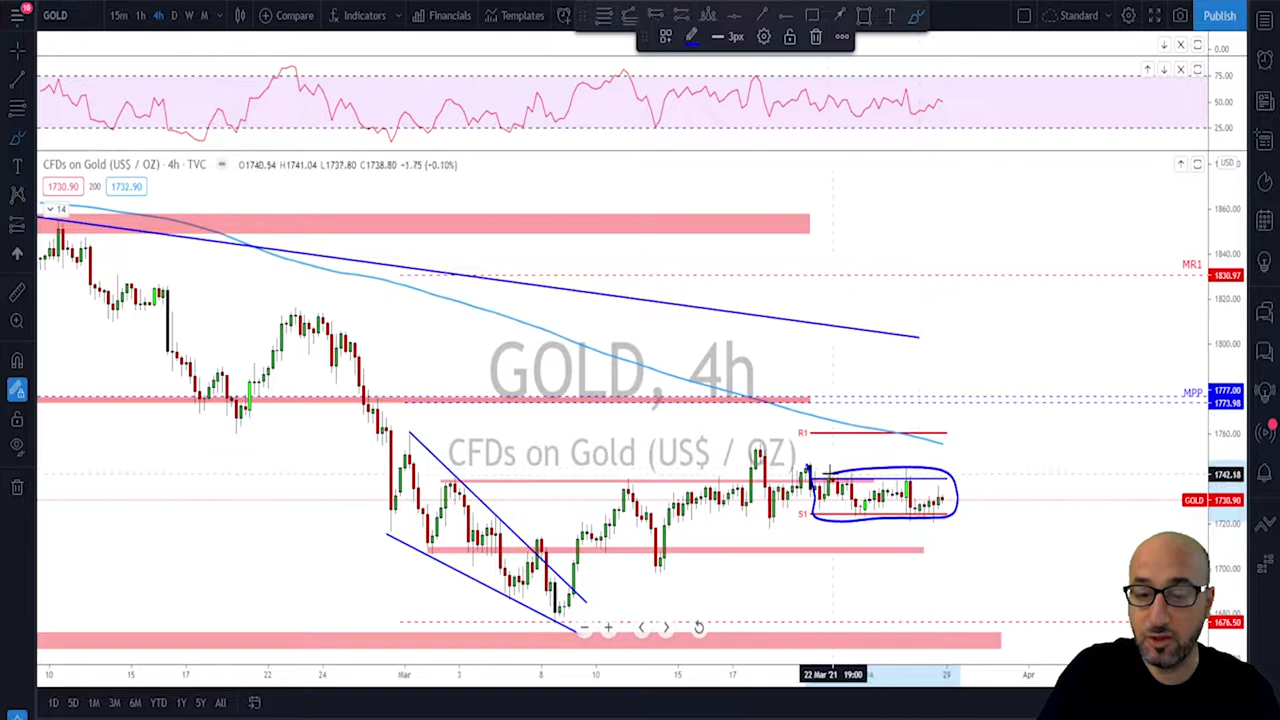 11
GOLD 15m 1h 4h D W M Compare Indicators Financials Templates Standard Publish
3px
0.00
75.00
50.00
25.00
CFDs on Gold (US$ / OZ) · 4h · TVC O1740.54 H1741.04 L1737.80 C1738.80 -1.75 (-0.10%)
USD
1730.90 200 1732.90
14
1860.00
1840.00
MR1
1830.97
1820.00
1800.00
GOLD, 4h
CFDs on Gold (US$ / OZ)
MPP
1777.00
1773.98
1760.00
R1
1742.18
GOLD 1730.90
S1
1720.00
1700.00
1680.00
1676.50
10 15 17 22 24 Mar 3 8 10 15 17 22 Mar '21 19:00 29 Apr
1D 5D 1M 3M 6M YTD 1Y 5Y All